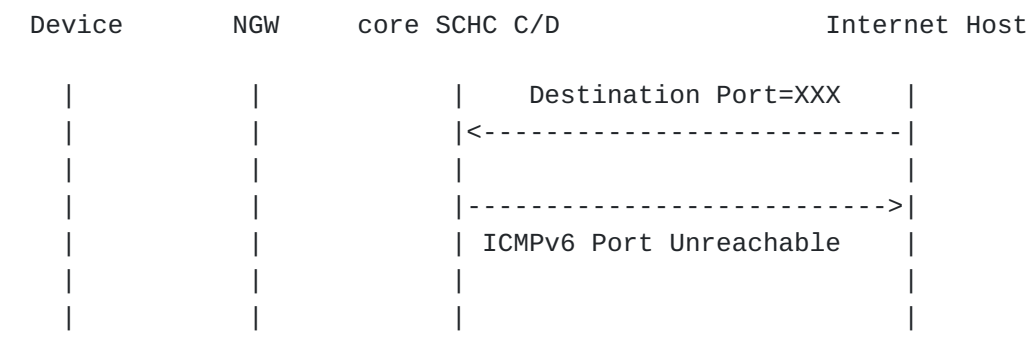 Device NGW core SCHC C/D Internet Host
Destination Port=XXX
ICMPv6 Port Unreachable